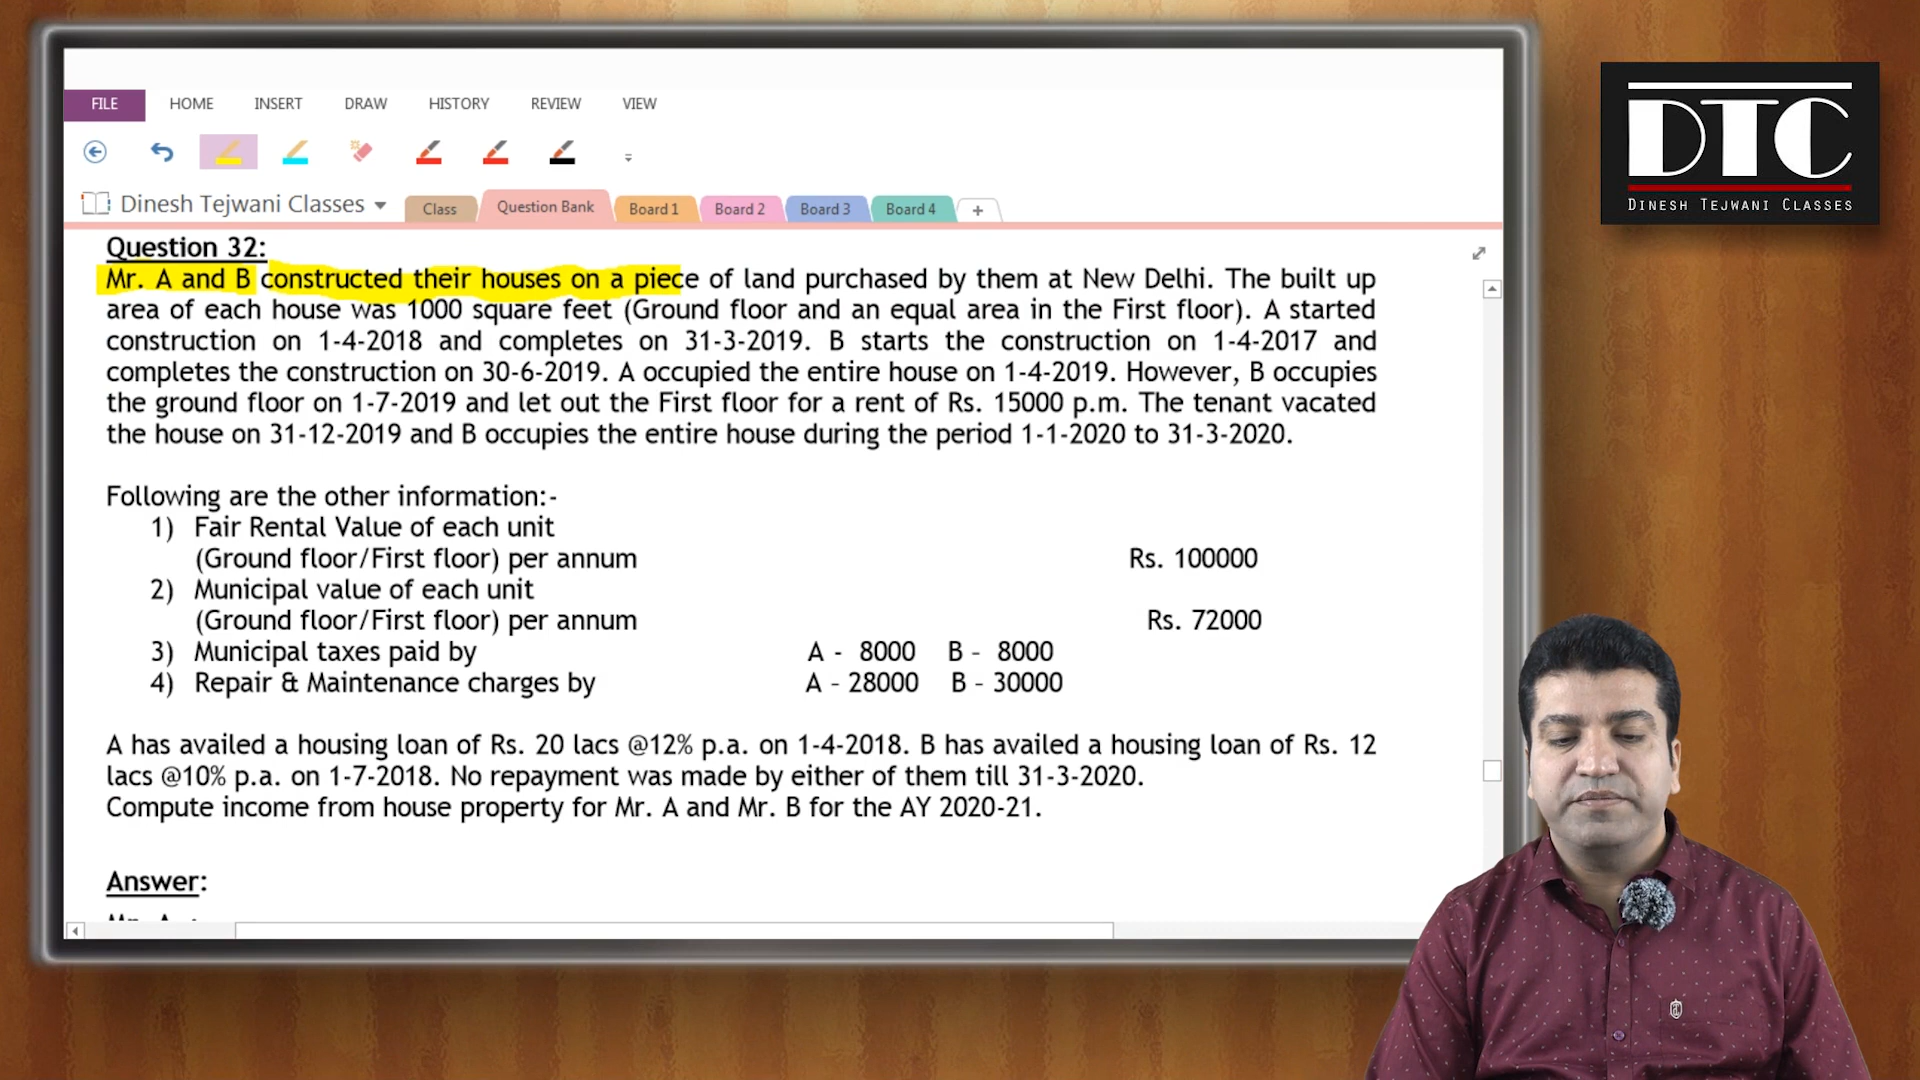 FILE HOME INSERT DRAW HISTORY REVIEW VIEW
Dinesh Tejwani Classes Class Question Bank Board 1 Board 2 Board 3 Board 4 +
DTC
DINESH TEJWANI CLASSES
Question 32:
Mr. A and B constructed their houses on a piece of land purchased by them at New Delhi. The built up
area of each house was 1000 square feet (Ground floor and an equal area in the First floor). A started
construction on 1-4-2018 and completes on 31-3-2019. B starts the construction on 1-4-2017 and
completes the construction on 30-6-2019. A occupied the entire house on 1-4-2019. However, B occupies
the ground floor on 1-7-2019 and let out the First floor for a rent of Rs. 15000 p.m. The tenant vacated
the house on 31-12-2019 and B occupies the entire house during the period 1-1-2020 to 31-3-2020.
Following are the other information:-
1) Fair Rental Value of each unit
(Ground floor/First floor) per annum Rs. 100000
2) Municipal value of each unit
(Ground floor/First floor) per annum Rs. 72000
3) Municipal taxes paid by A - 8000 B - 8000
4) Repair & Maintenance charges by A - 28000 B - 30000
A has availed a housing loan of Rs. 20 lacs @12% p.a. on 1-4-2018. B has availed a housing loan of Rs. 12
lacs @10% p.a. on 1-7-2018. No repayment was made by either of them till 31-3-2020.
Compute income from house property for Mr. A and Mr. B for the AY 2020-21.
Answer: